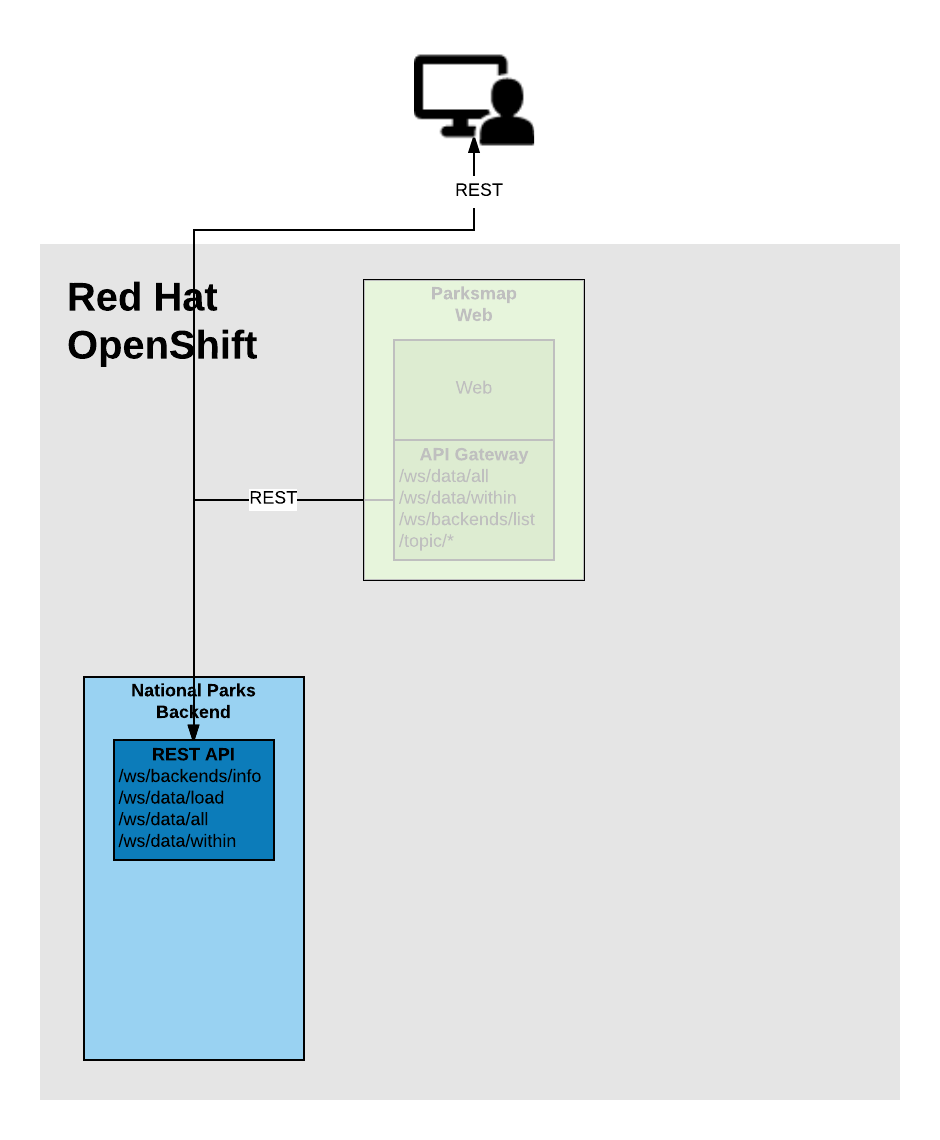 REST
Red Hat
OpenShift
Parksmap
Web
Web
API Gateway
/ws/data/all
/ws/data/within
/ws/backends/list
/topic/*
REST
National Parks
Backend
REST API
/ws/backends/info
/ws/data/load
/ws/data/all
/ws/data/within